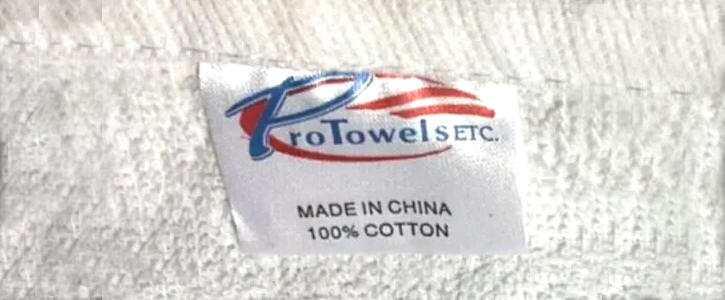 ProTowels ETC.
MADE IN CHINA
100% COTTON